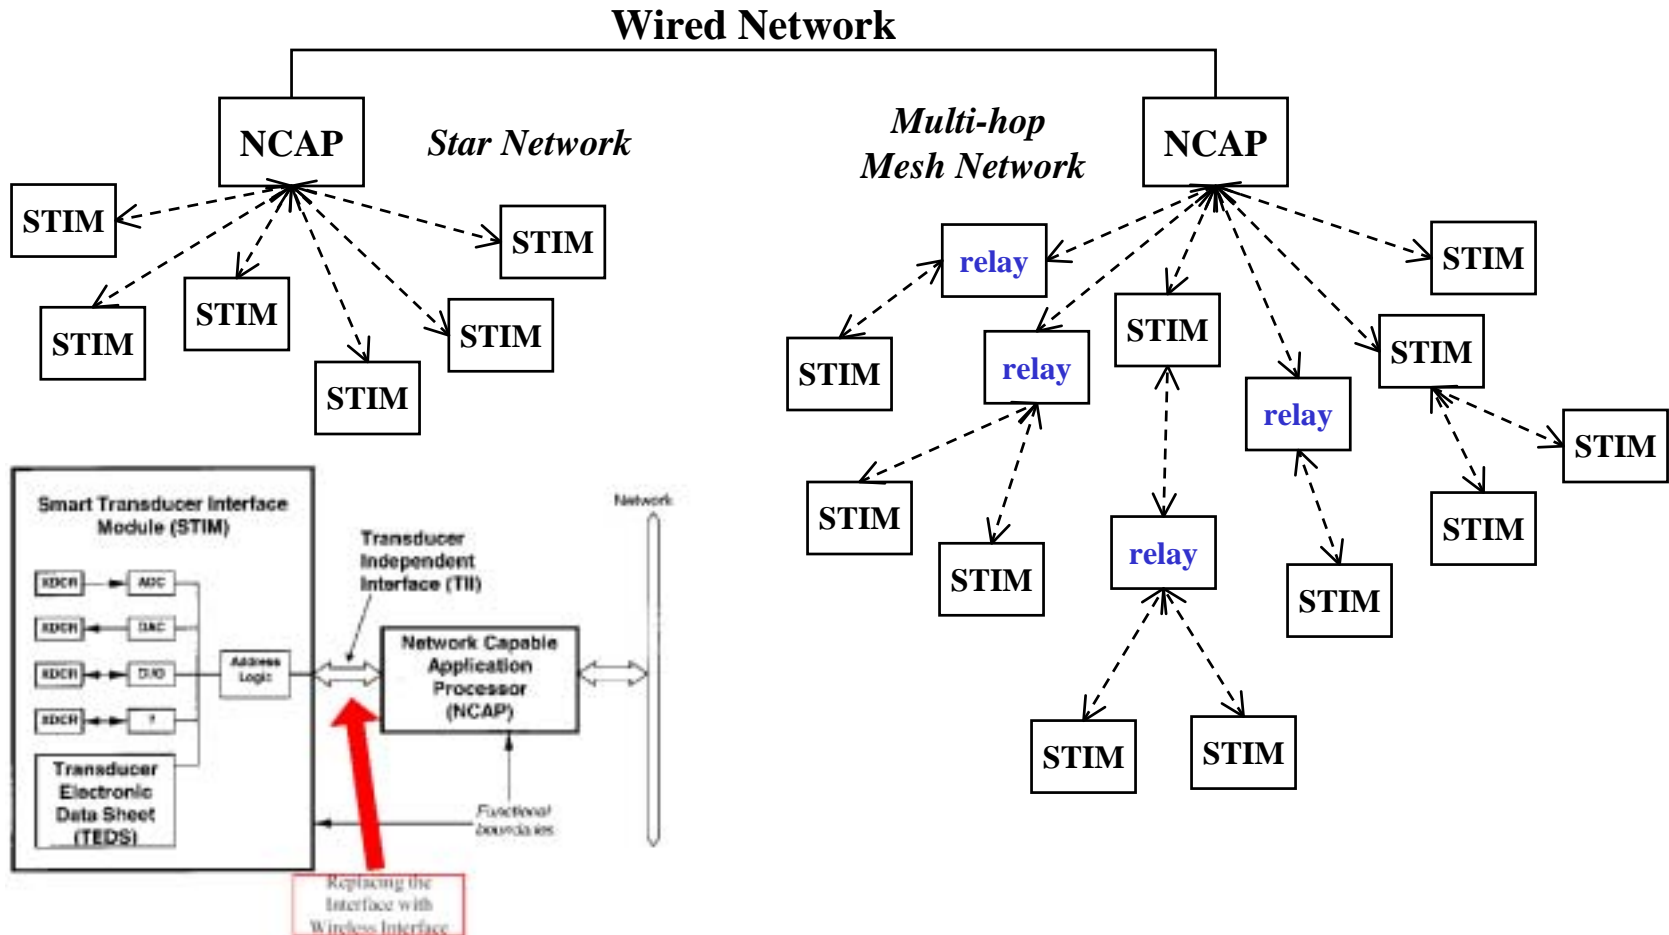 Wired Network
NCAP
Star Network
STIM
STIM
STIM
STIM
STIM
STIM
Multi-hop
Mesh Network
NCAP
relay
STIM
STIM
relay
STIM
STIM
STIM
relay
STIM
STIM
STIM
STIM
relay
STIM
STIM
STIM
Smart Transducer Interface
Module (STIM)
XDCR
ADC
XDCR
DAC
XDCR
XDCR
?
Address
Logic
Transducer
Electronic
Data Sheet
(TEDS)
Transducer
Independent
Interface (TII)
Network Capable
Application
Processor
(NCAP)
Network
Functional
boundaries
Replacing the
Interface with
Wireless Interface